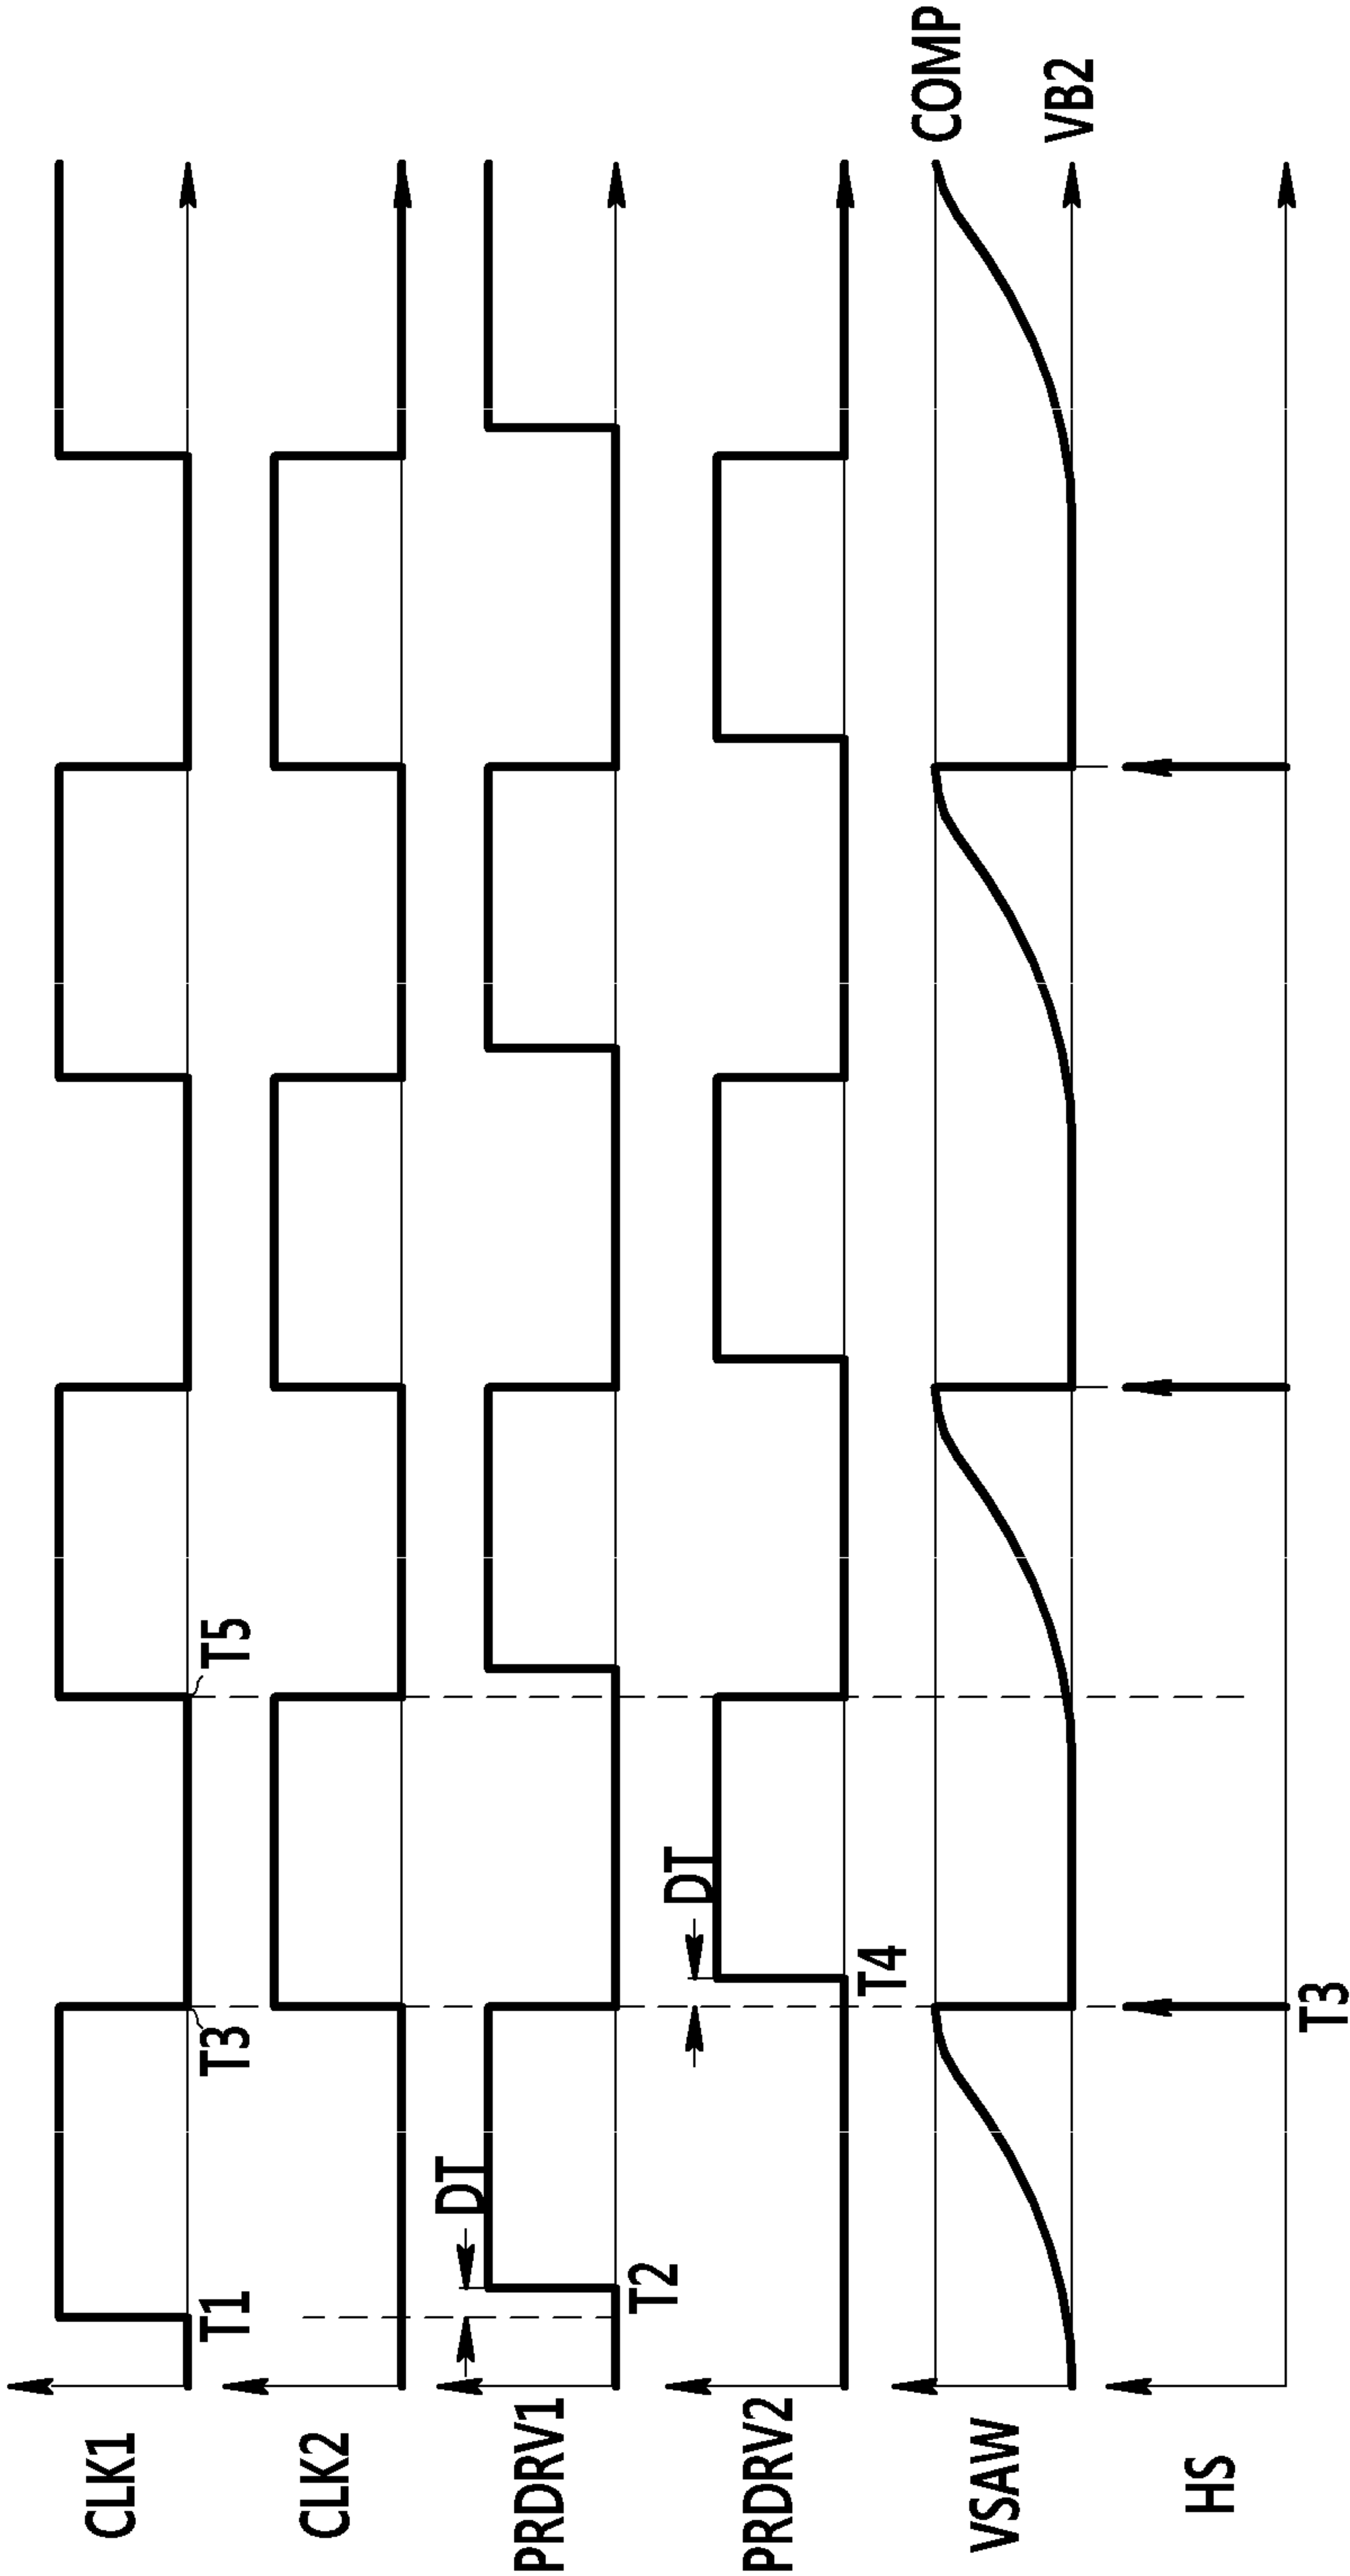 CLK1
T1
T3
T5
CLK2
PRDRV1
DT
T2
PRDRV2
DT
T4
VSAW
COMP
VB2
HS
T3